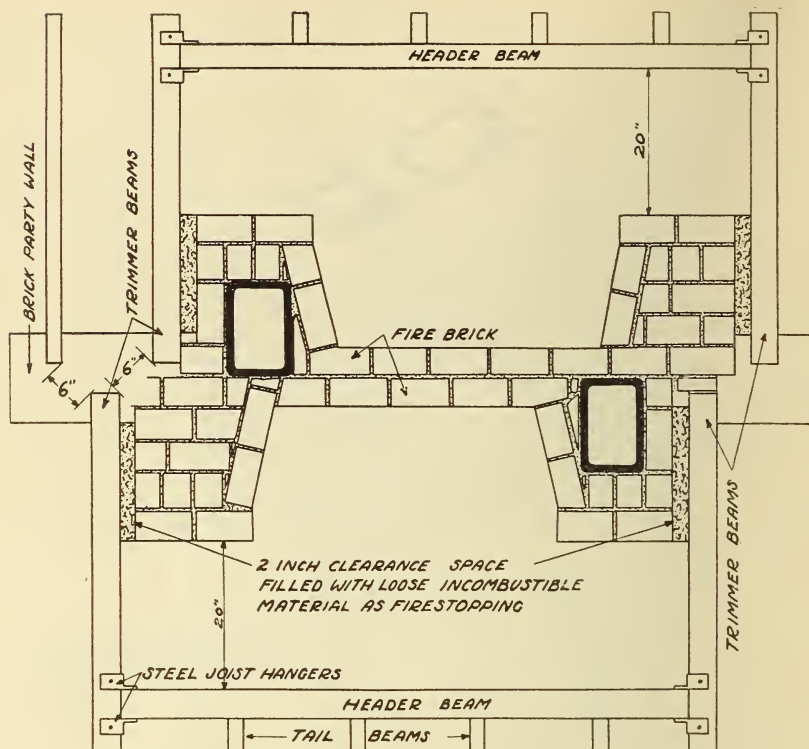 HEADER BEAM
20"
BRICK PARTY WALL
TRIMMER BEAMS
FIRE BRICK
6"
6"
2 INCH CLEARANCE SPACE
FILLED WITH LOOSE INCOMBUSTIBLE
MATERIAL AS FIRESTOPPING
TRIMMER BEAMS
20"
STEEL JOIST HANGERS
HEADER BEAM
TAIL BEAMS